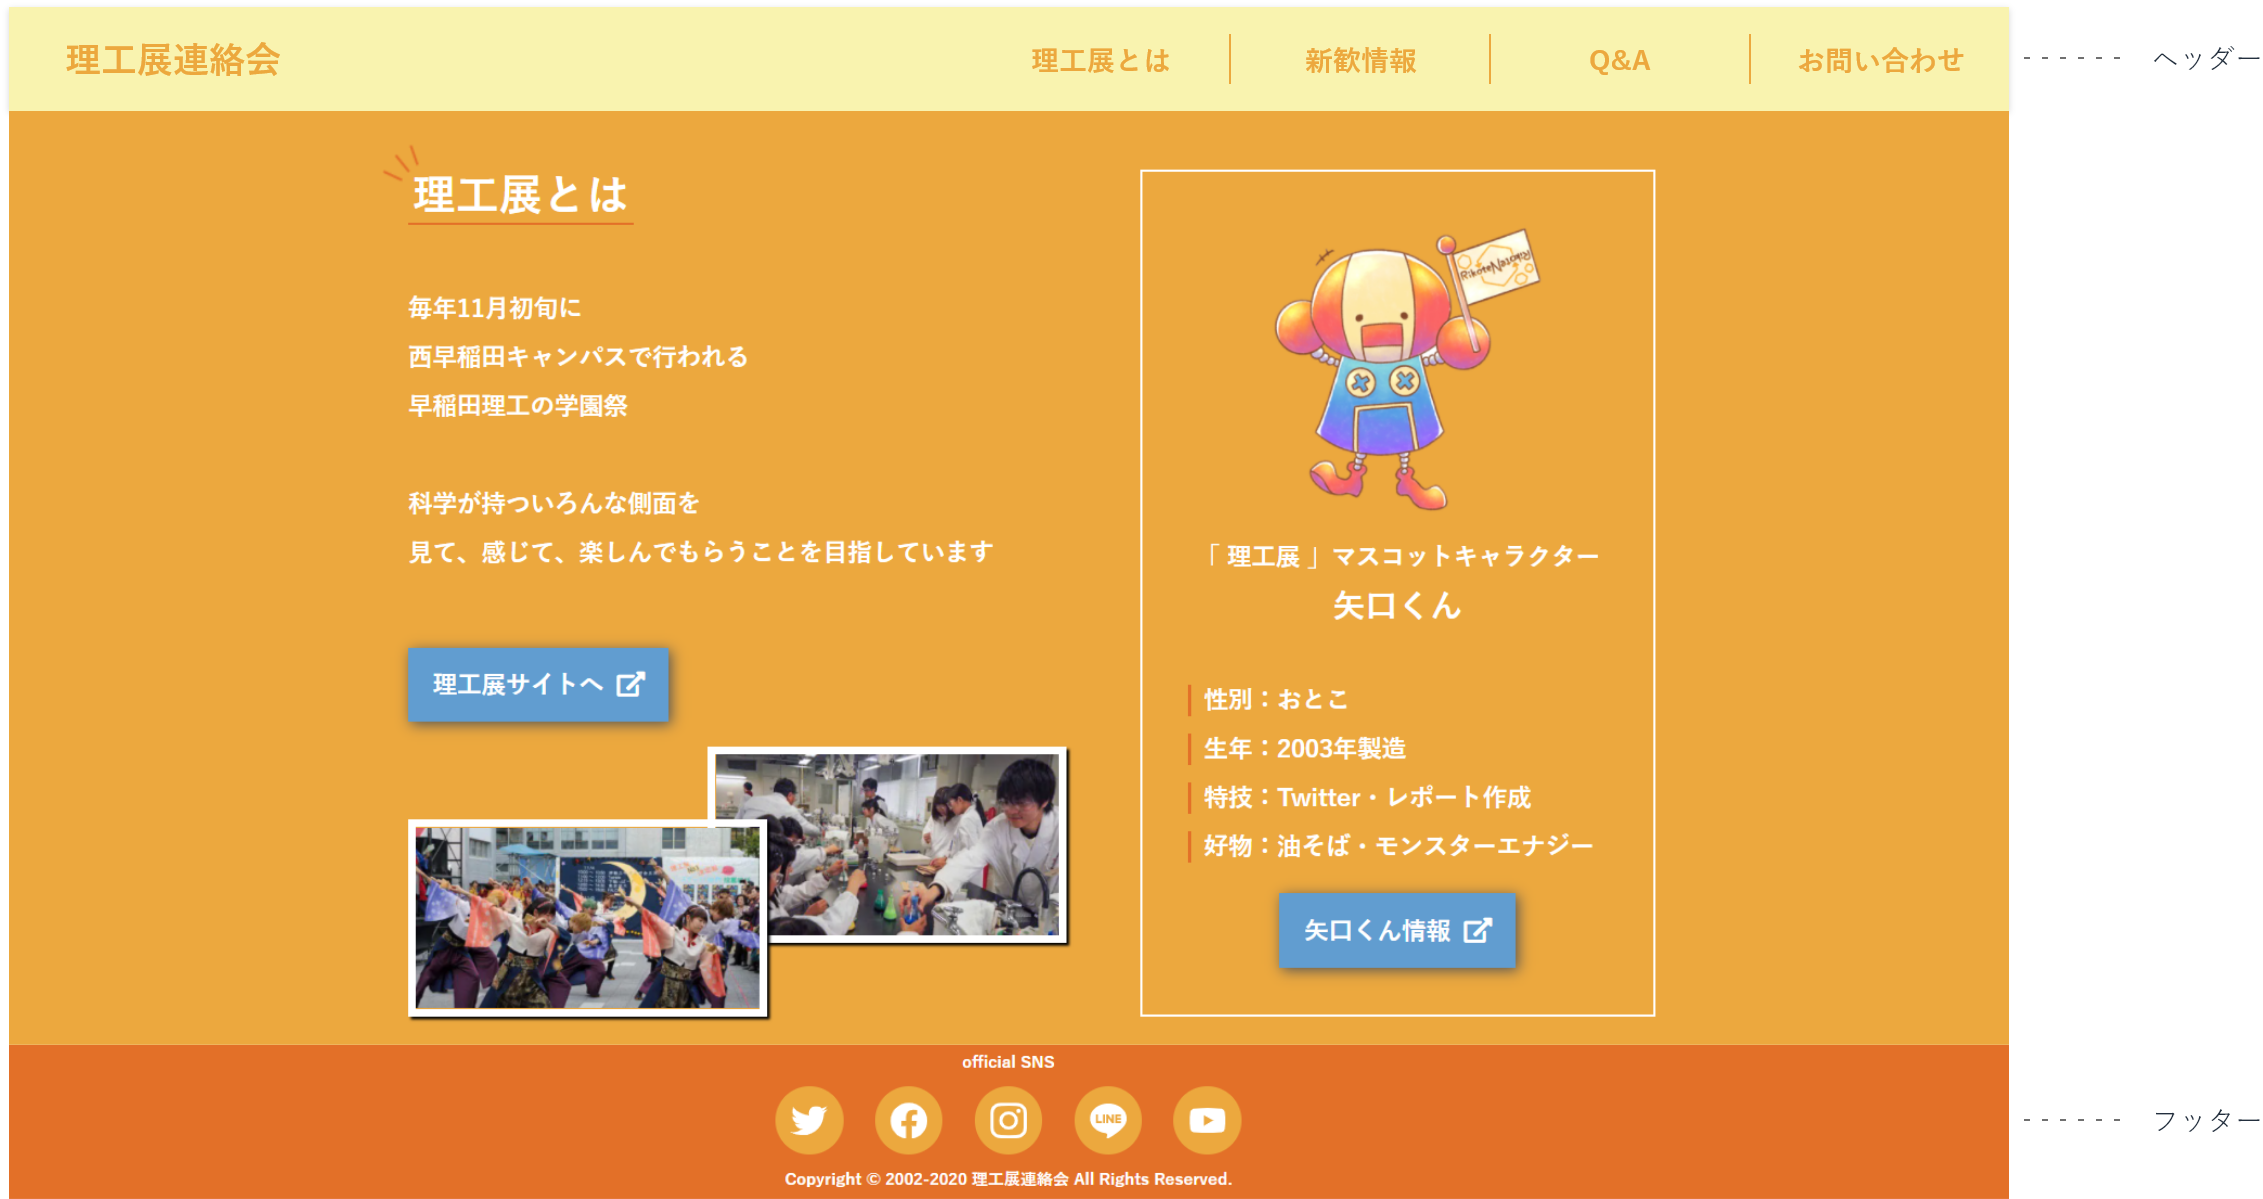 理工展連絡会
理工展とは
新歓情報
Q&A
お問い合わせ
ヘッダー
理工展とは
毎年11月初旬に
西早稲田キャンパスで行われる
早稲田理工の学園祭
科学が持ついろんな側面を
見て、感じて、楽しんでもらうことを目指しています
理工展サイトへ
RikotenNavi
「 理工展 」マスコットキャラクター
矢口くん
性別：おとこ
生年：2003年製造
特技：Twitter・レポート作成
好物：油そば・モンスターエナジー
矢口くん情報
official SNS
LINE
フッター
Copyright © 2002-2020 理工展連絡会 All Rights Reserved.